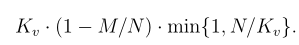 K_v · (1 − M/N) · min{1, N/K_v}.